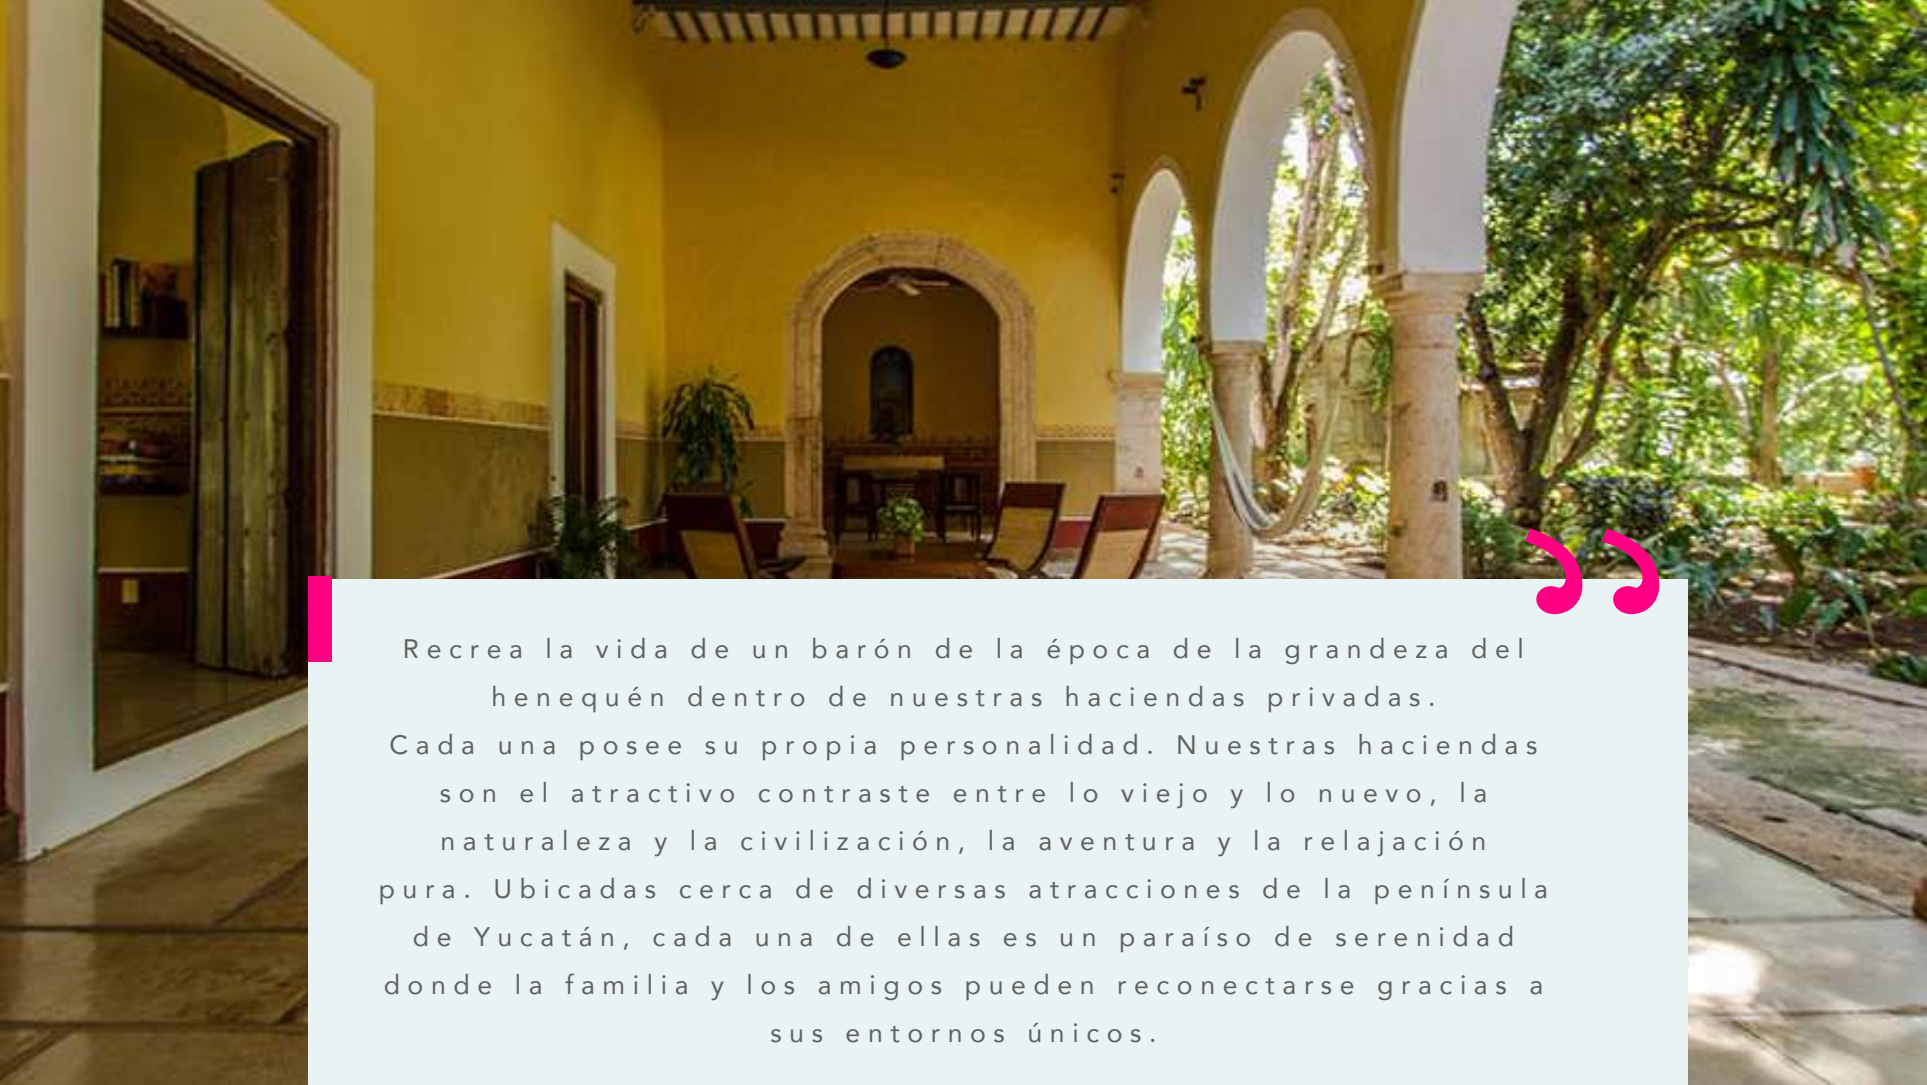 ”
Recrea la vida de un barón de la época de la grandeza del
henequén dentro de nuestras haciendas privadas.
Cada una posee su propia personalidad. Nuestras haciendas
son el atractivo contraste entre lo viejo y lo nuevo, la
naturaleza y la civilización, la aventura y la relajación
pura. Ubicadas cerca de diversas atracciones de la península
de Yucatán, cada una de ellas es un paraíso de serenidad
donde la familia y los amigos pueden reconectarse gracias a
sus entornos únicos.